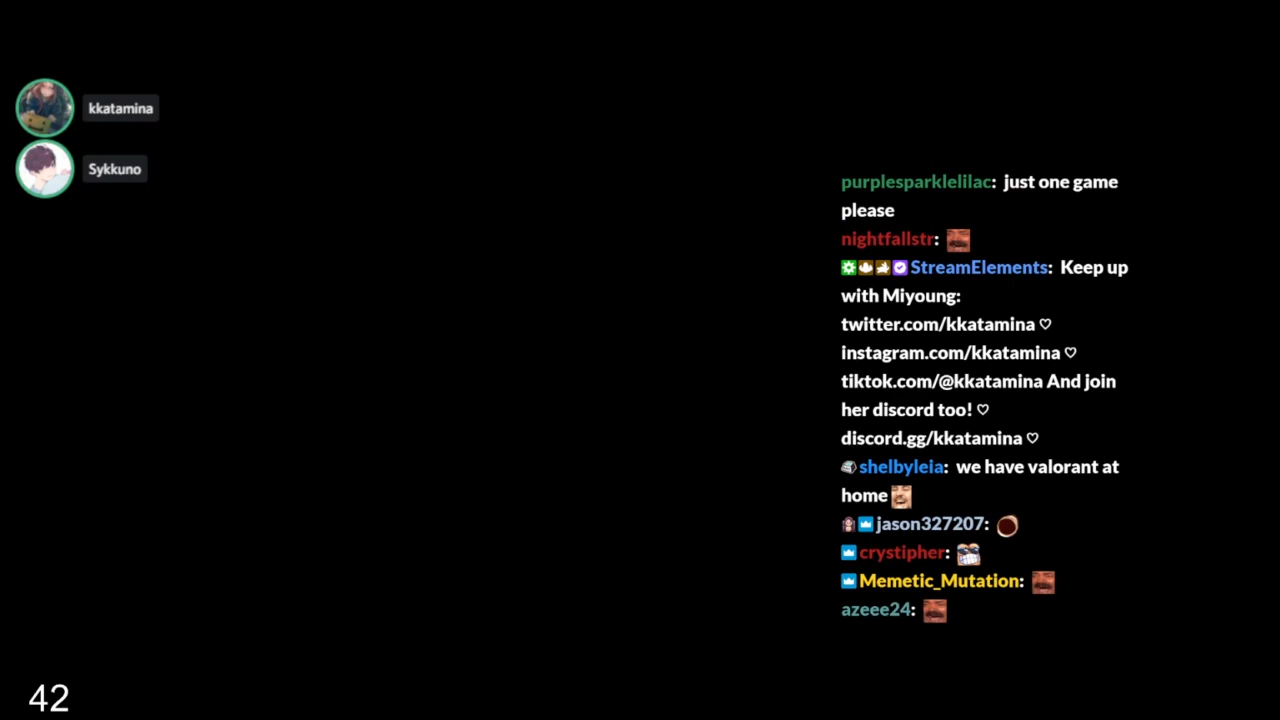 kkatamina
Sykkuno
purplesparklelilac: just one game
please
nightfallstr:
StreamElements: Keep up
with Miyoung:
twitter.com/kkatamina ♡
instagram.com/kkatamina ♡
tiktok.com/@kkatamina And join
her discord too! ♡
discord.gg/kkatamina ♡
shelbyleia: we have valorant at
home
jason327207:
crystipher:
Memetic_Mutation:
azeee24:
42